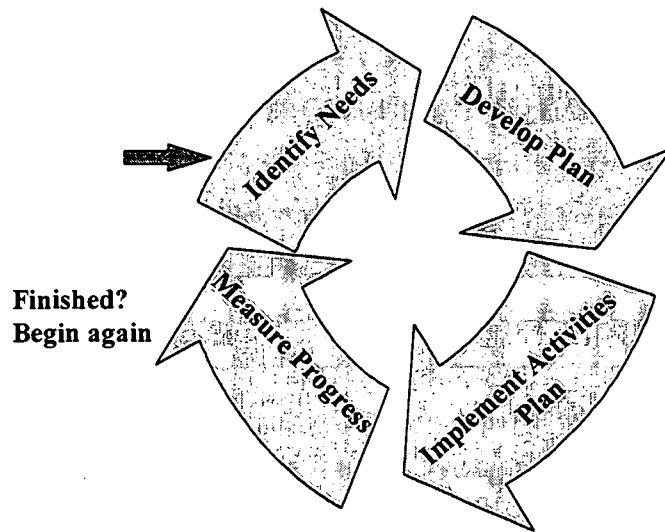 Identify Needs
Develop Plan
Implement Activities
Plan
Measure Progress
Finished?
Begin again